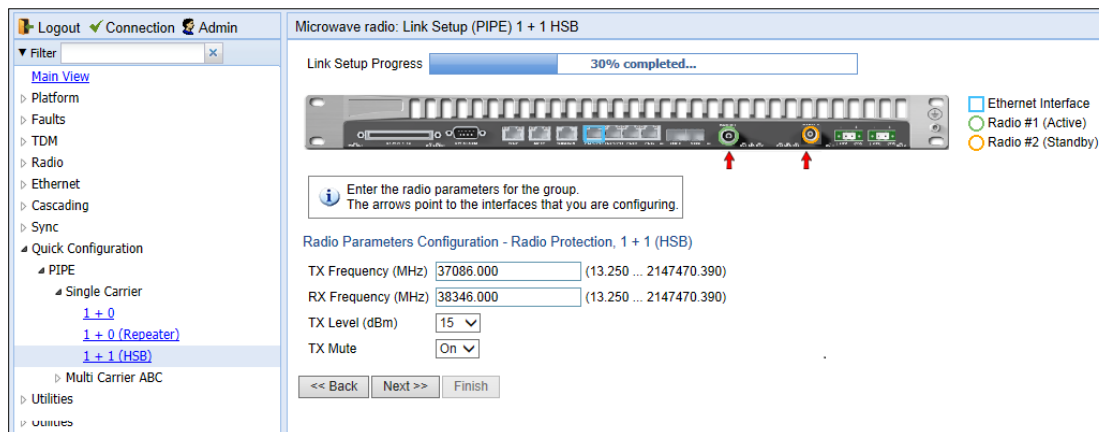 Logout Connection Admin
Filter
Main View
Platform
Faults
TDM
Radio
Ethernet
Cascading
Sync
Quick Configuration
PIPE
Single Carrier
1 + 0
1 + 0 (Repeater)
1 + 1 (HSB)
Multi Carrier ABC
Utilities
Utilities
Microwave radio: Link Setup (PIPE) 1 + 1 HSB
Link Setup Progress 30% completed...
Ethernet Interface
Radio #1 (Active)
Radio #2 (Standby)
Enter the radio parameters for the group.
The arrows point to the interfaces that you are configuring.
Radio Parameters Configuration - Radio Protection, 1 + 1 (HSB)
TX Frequency (MHz) 37086.000 (13.250 ... 2147470.390)
RX Frequency (MHz) 38346.000 (13.250 ... 2147470.390)
TX Level (dBm) 15
TX Mute On
<< Back Next >> Finish